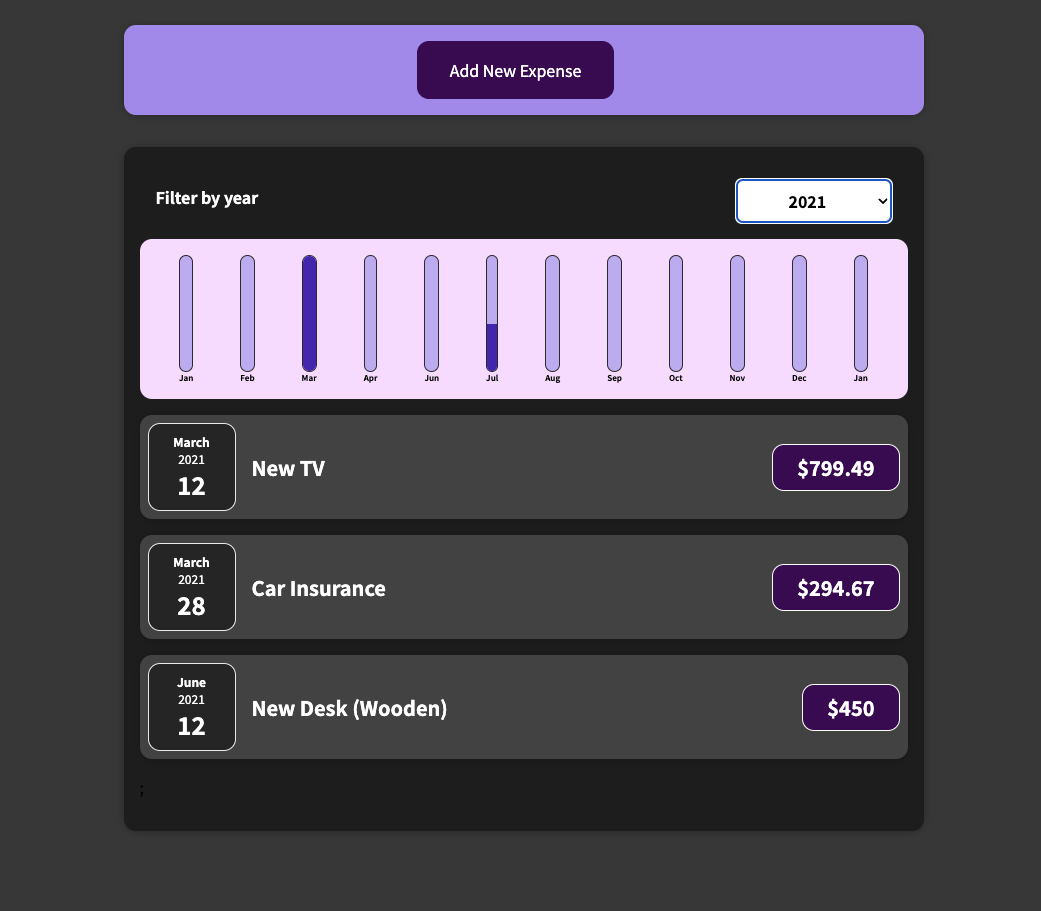 Add New Expense
Filter by year
2021
Jan Feb Mar Apr Jun Jul Aug Sep Oct Nov Dec Jan
March
2021
12
New TV
$799.49
March
2021
28
Car Insurance
$294.67
June
2021
12
New Desk (Wooden)
$450
;